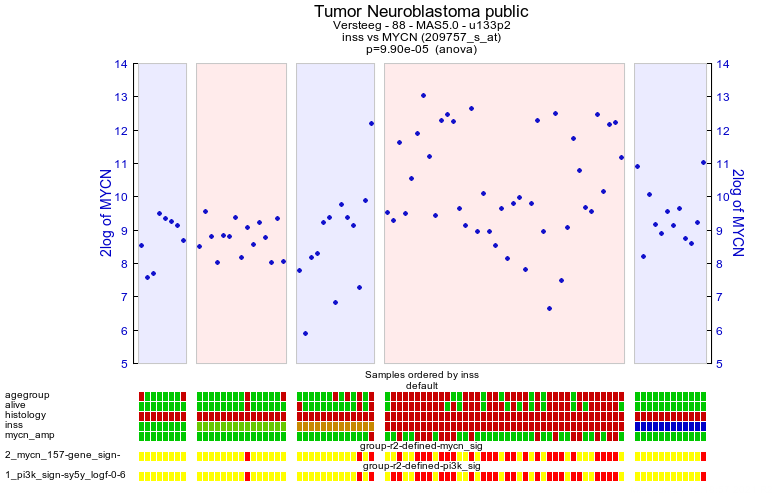 Tumor Neuroblastoma public
Versteeg - 88 - MAS5.0 - u133p2
inss vs MYCN (209757_s_at)
p=9.90e-05 (anova)
14 14
13 13
12 12
11 11
10 10
9 9
8 8
7 7
6 6
5 5
2log of MYCN
2log of MYCN
Samples ordered by inss
default
agegroup
alive
histology
inss
mycn_amp
group-r2-defined-mycn_sig
2_mycn_157-gene_sign-
group-r2-defined-pi3k_sig
1_pi3k_sign-sy5y_logf-0-6